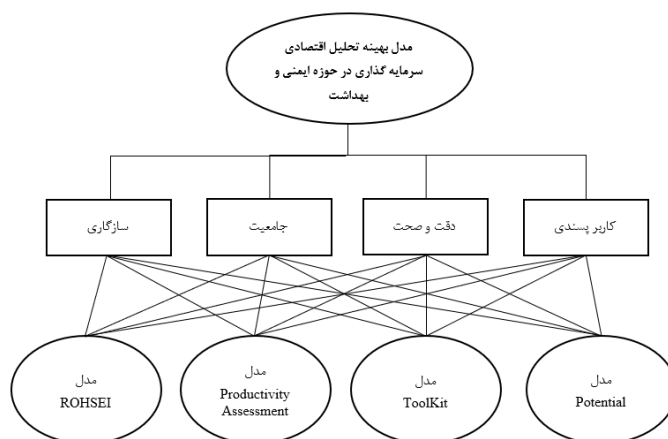 مدل بهینه تحلیل اقتصادی
سرمایه گذاری در حوزه ایمنی و
بهداشت
کاربر پسندی
دقت و صحت
جامعیت
سازگاری
مدل
Potential
مدل
ToolKit
مدل
Productivity
Assessment
مدل
ROHSEI